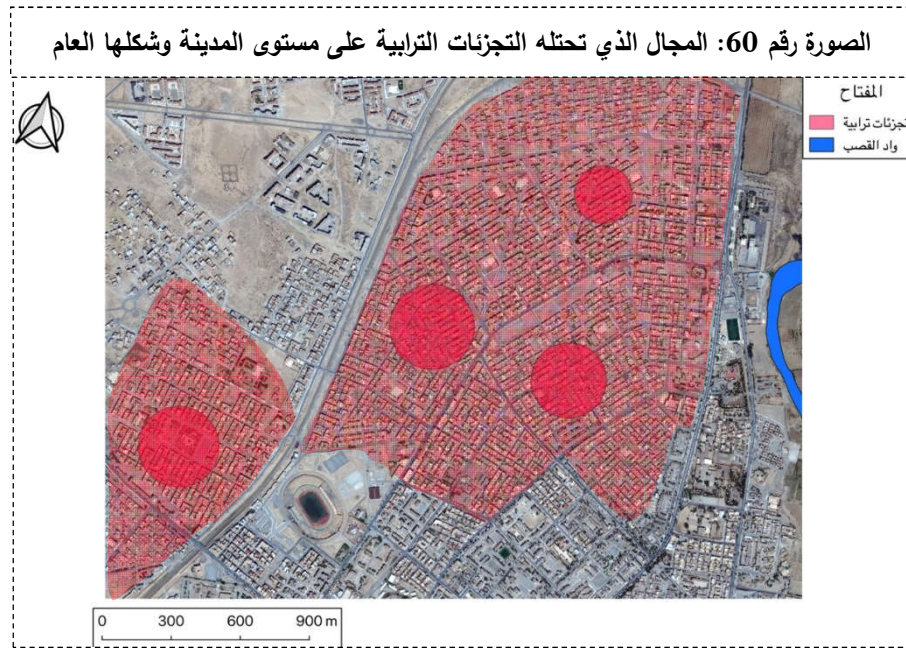 الصورة رقم 60: المجال الذي تحتله التجزئات الترابية على مستوى المدينة وشكلها العام
المفتاح
تجزئات ترابية
واد القصب
0 300 600 900 m